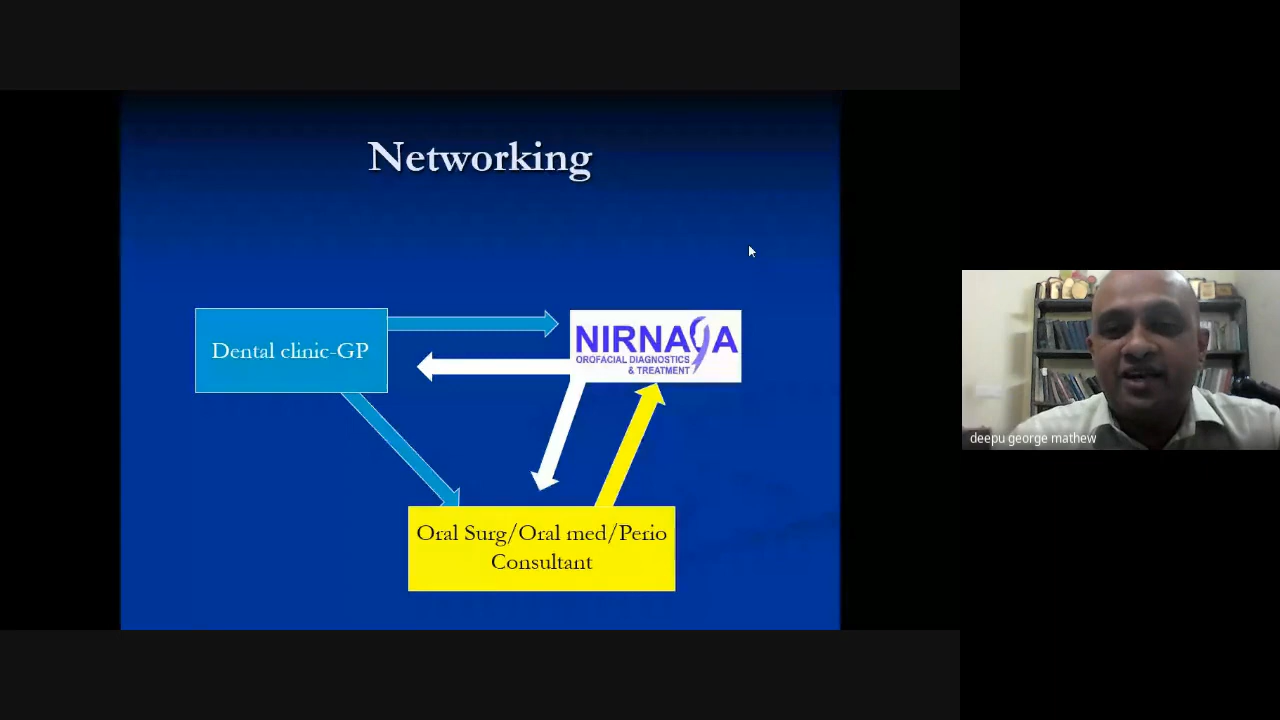 Networking
Dental clinic-GP
NIRNAYA
OROFACIAL DIAGNOSTICS
& TREATMENT
Oral Surg/Oral med/Perio
Consultant
deepu george mathew